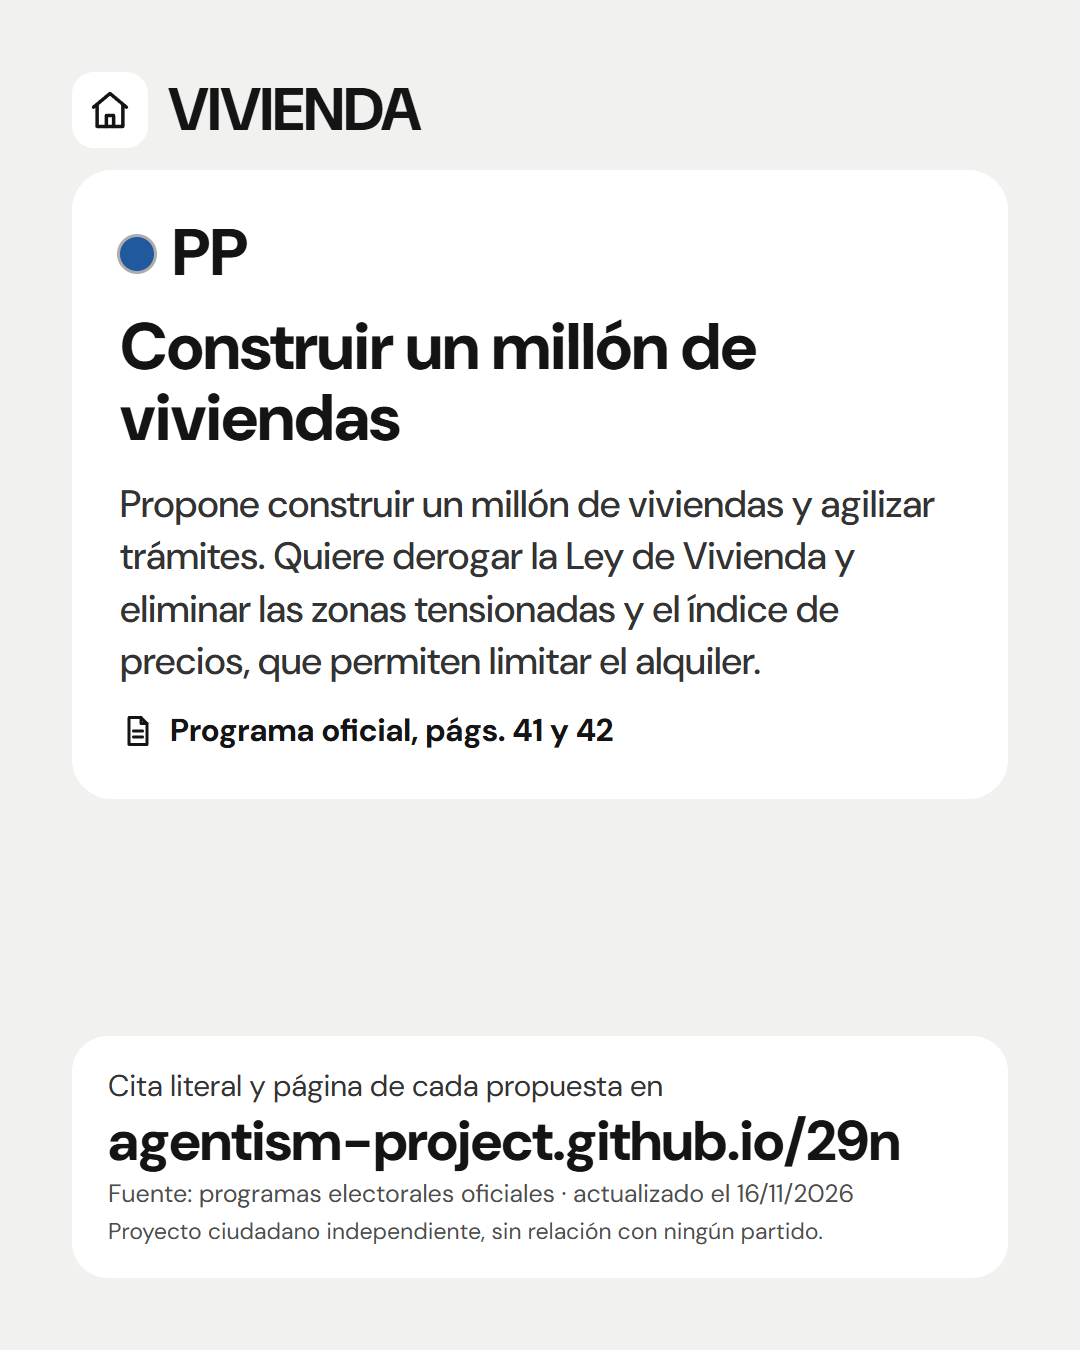 VIVIENDA
PP
Construir un millón de
viviendas
Propone construir un millón de viviendas y agilizar
trámites. Quiere derogar la Ley de Vivienda y
eliminar las zonas tensionadas y el índice de
precios, que permiten limitar el alquiler.
Programa oficial, págs. 41 y 42
Cita literal y página de cada propuesta en
agentism-project.github.io/29n
Fuente: programas electorales oficiales · actualizado el 16/11/2026
Proyecto ciudadano independiente, sin relación con ningún partido.